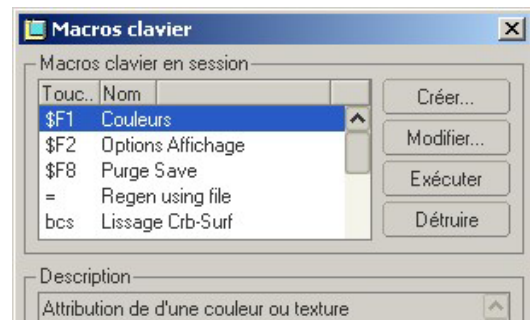 Macros clavier
Macros clavier en session
Touc.. Nom
$F1 Couleurs
$F2 Options Affichage
$F8 Purge Save
= Regen using file
bcs Lissage Crb-Surf
Créer...
Modifier...
Exécuter
Détruire
Description
Attribution de d'une couleur ou texture